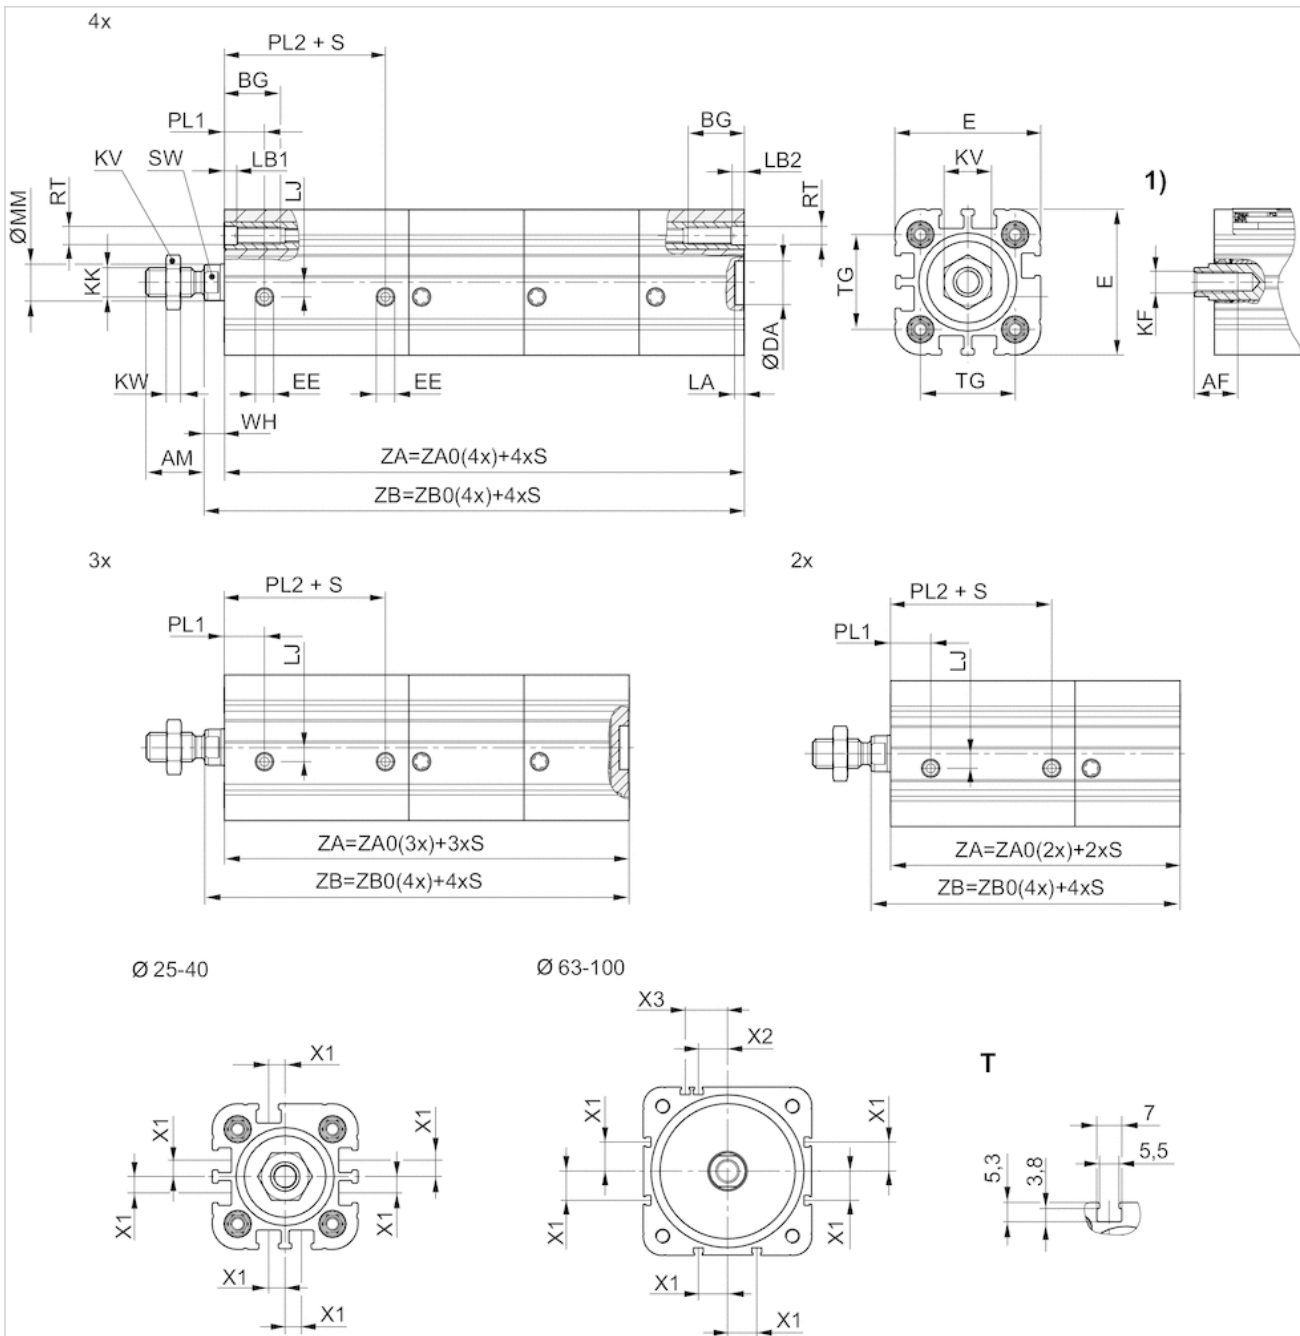 4x
PL2 + S
BG
PL1
BG
E
KV
SW
LB1
LJ
LB2
KV
1)
RT
RT
ØMM
KK
TG
E
KF
ØDA
KW
EE
EE
LA
TG
AF
WH
AM
ZA=ZA0(4x)+4xS
ZB=ZB0(4x)+4xS
3x
2x
PL2 + S
PL2 + S
PL1
LJ
PL1
LJ
ZA=ZA0(3x)+3xS
ZA=ZA0(2x)+2xS
ZB=ZB0(4x)+4xS
ZB=ZB0(4x)+4xS
Ø 25-40
Ø 63-100
X3
X1
X2
T
X1
X1
X1
X1
7
5,5
5,3
3,8
X1
X1
X1
X1
X1
X1
X1
X1